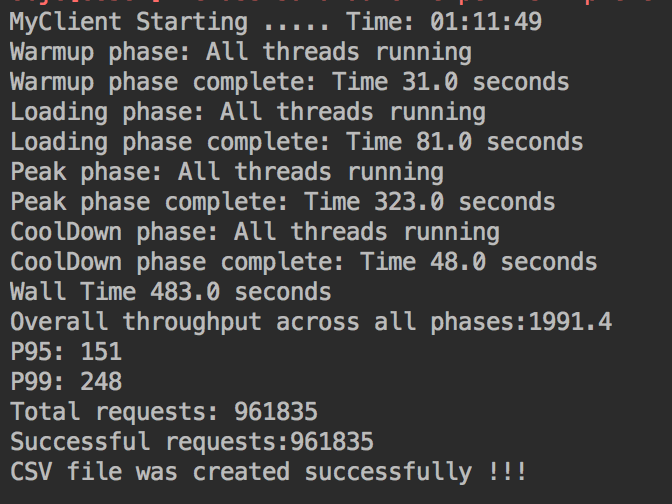 MyClient Starting ..... Time: 01:11:49
Warmup phase: All threads running
Warmup phase complete: Time 31.0 seconds
Loading phase: All threads running
Loading phase complete: Time 81.0 seconds
Peak phase: All threads running
Peak phase complete: Time 323.0 seconds
CoolDown phase: All threads running
CoolDown phase complete: Time 48.0 seconds
Wall Time 483.0 seconds
Overall throughput across all phases:1991.4
P95: 151
P99: 248
Total requests: 961835
Successful requests:961835
CSV file was created successfully !!!